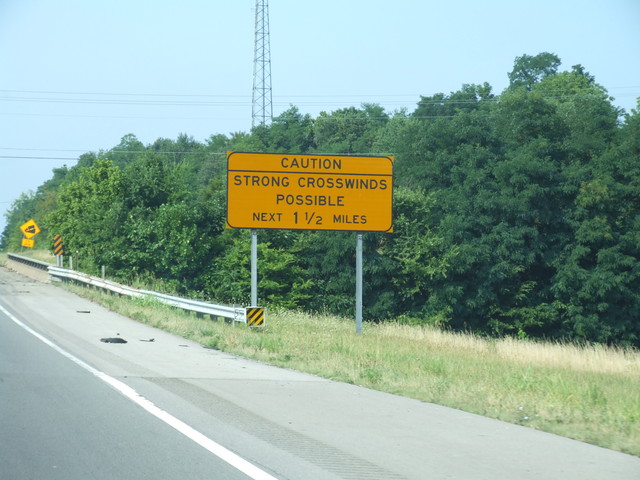 CAUTION
STRONG CROSSWINDS
POSSIBLE
NEXT 1 1/2 MILES